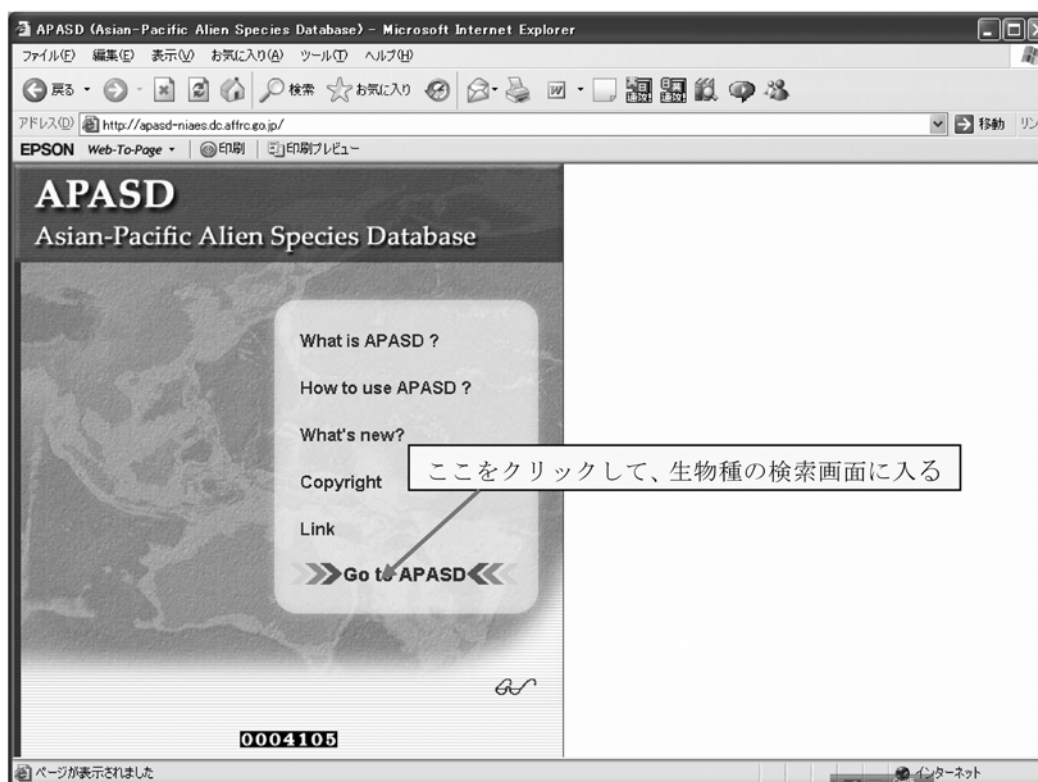 APASD (Asian-Pacific Alien Species Database) - Microsoft Internet Explorer
ファイル(F) 編集(E) 表示(V) お気に入り(A) ツール(T) ヘルプ(H)
戻る 検索 お気に入り
アドレス(D) http://apasd-niaes.dc.affrc.go.jp/ 移動 リン
EPSON Web-To-Page 印刷 印刷プレビュー
APASD
Asian-Pacific Alien Species Database
What is APASD ?
How to use APASD ?
What's new?
ここをクリックして、生物種の検索画面に入る
Copyright
Link
Go to APASD
0004105
ページが表示されました インターネット